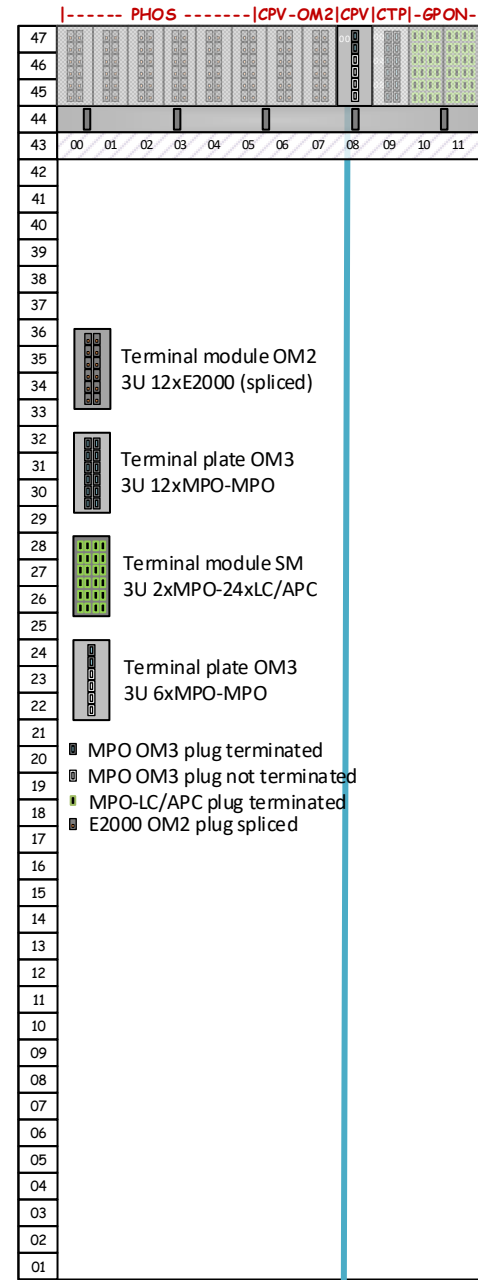 |------ PHOS -------|CPV-OM2|CPV|CTP|-GPON-
47
46
45
44
43 00 01 02 03 04 05 06 07 08 09 10 11
42
41
40
39
38
37
36
35 Terminal module OM2
34 3U 12xE2000 (spliced)
33
32
31 Terminal plate OM3
30 3U 12xMPO-MPO
29
28
27 Terminal module SM
26 3U 2xMPO-24xLC/APC
25
24
23 Terminal plate OM3
22 3U 6xMPO-MPO
21
20 MPO OM3 plug terminated
19 MPO OM3 plug not terminated
18 MPO-LC/APC plug terminated
17 E2000 OM2 plug spliced
16
15
14
13
12
11
10
09
08
07
06
05
04
03
02
01